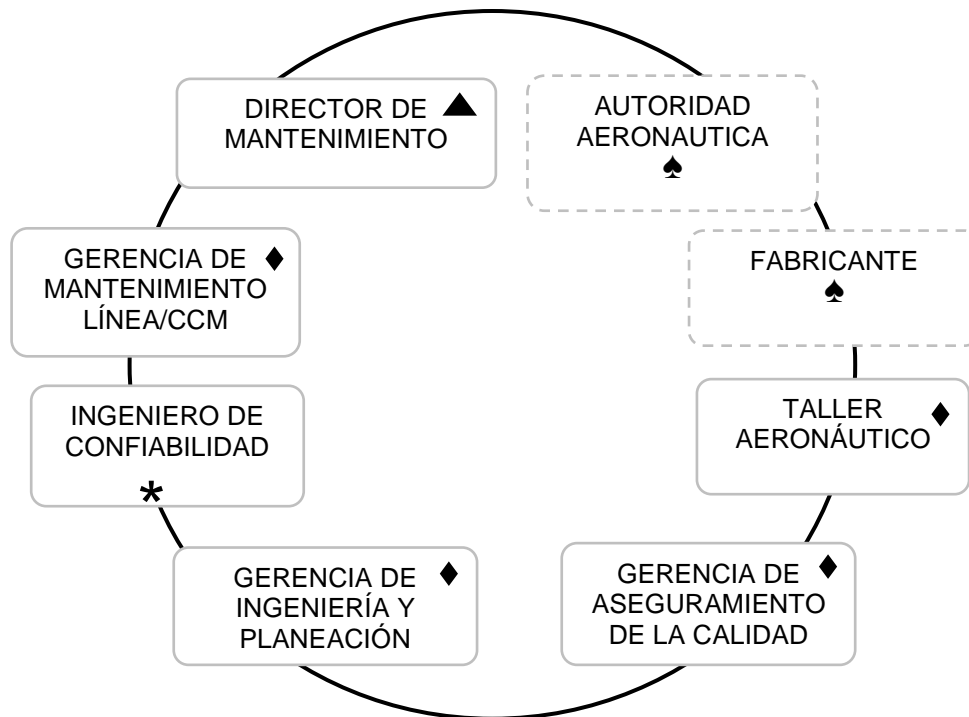 DIRECTOR DE
MANTENIMIENTO
AUTORIDAD
AERONAUTICA
GERENCIA DE
MANTENIMIENTO
LÍNEA/CCM
FABRICANTE
INGENIERO DE
CONFIABILIDAD
*
TALLER
AERONÁUTICO
GERENCIA DE
INGENIERÍA Y
PLANEACIÓN
GERENCIA DE
ASEGURAMIENTO
DE LA CALIDAD